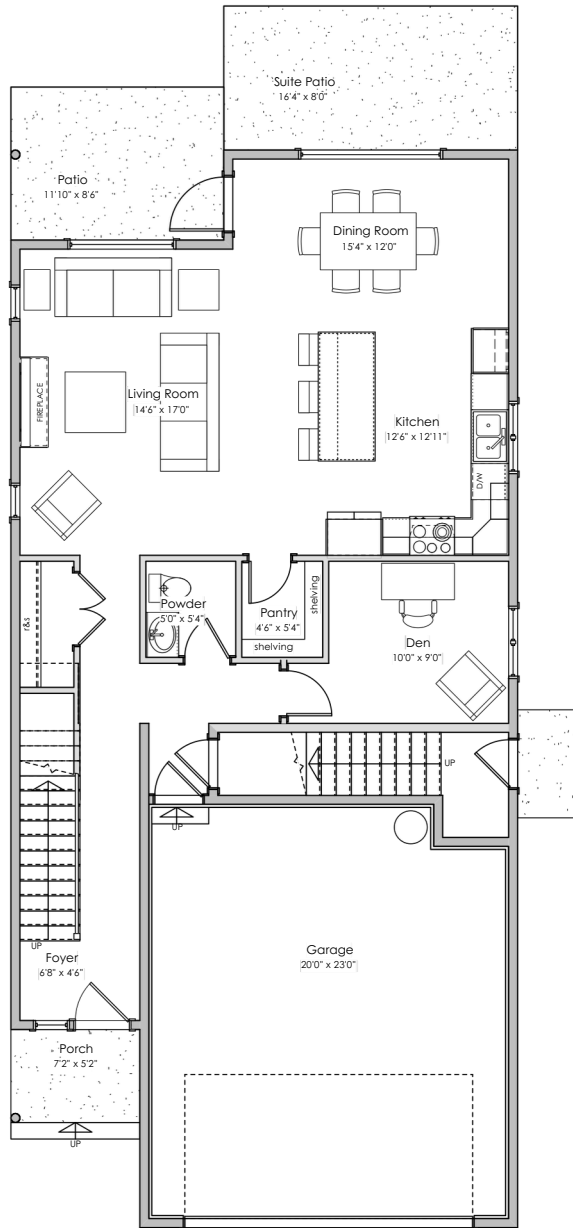 Suite Patio
16'4" x 8'0"
Patio
11'10" x 8'6"
Dining Room
15'4" x 12'0"
FIREPLACE
Living Room
14'6" x 17'0"
Kitchen
12'6" x 12'11"
D/W
r&s
Powder
5'0" x 5'4"
Pantry
4'6" x 5'4"
shelving
shelving
Den
10'0" x 9'0"
UP
UP
UP
Foyer
6'8" x 4'6"
Garage
20'0" x 23'0"
Porch
7'2" x 5'2"
UP